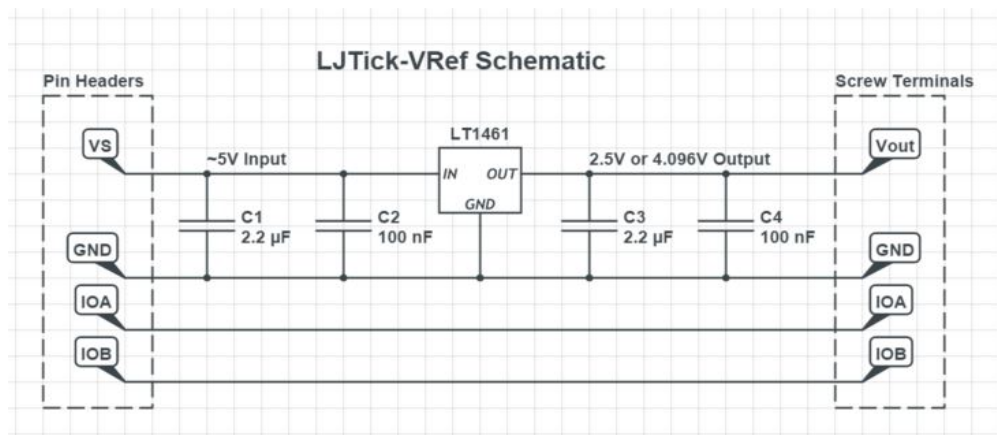 LJTick-VRef Schematic
Pin Headers
Screw Terminals
VS
~5V Input
LT1461
IN OUT
GND
2.5V or 4.096V Output
Vout
C1
2.2 µF
C2
100 nF
C3
2.2 µF
C4
100 nF
GND
GND
IOA
IOA
IOB
IOB